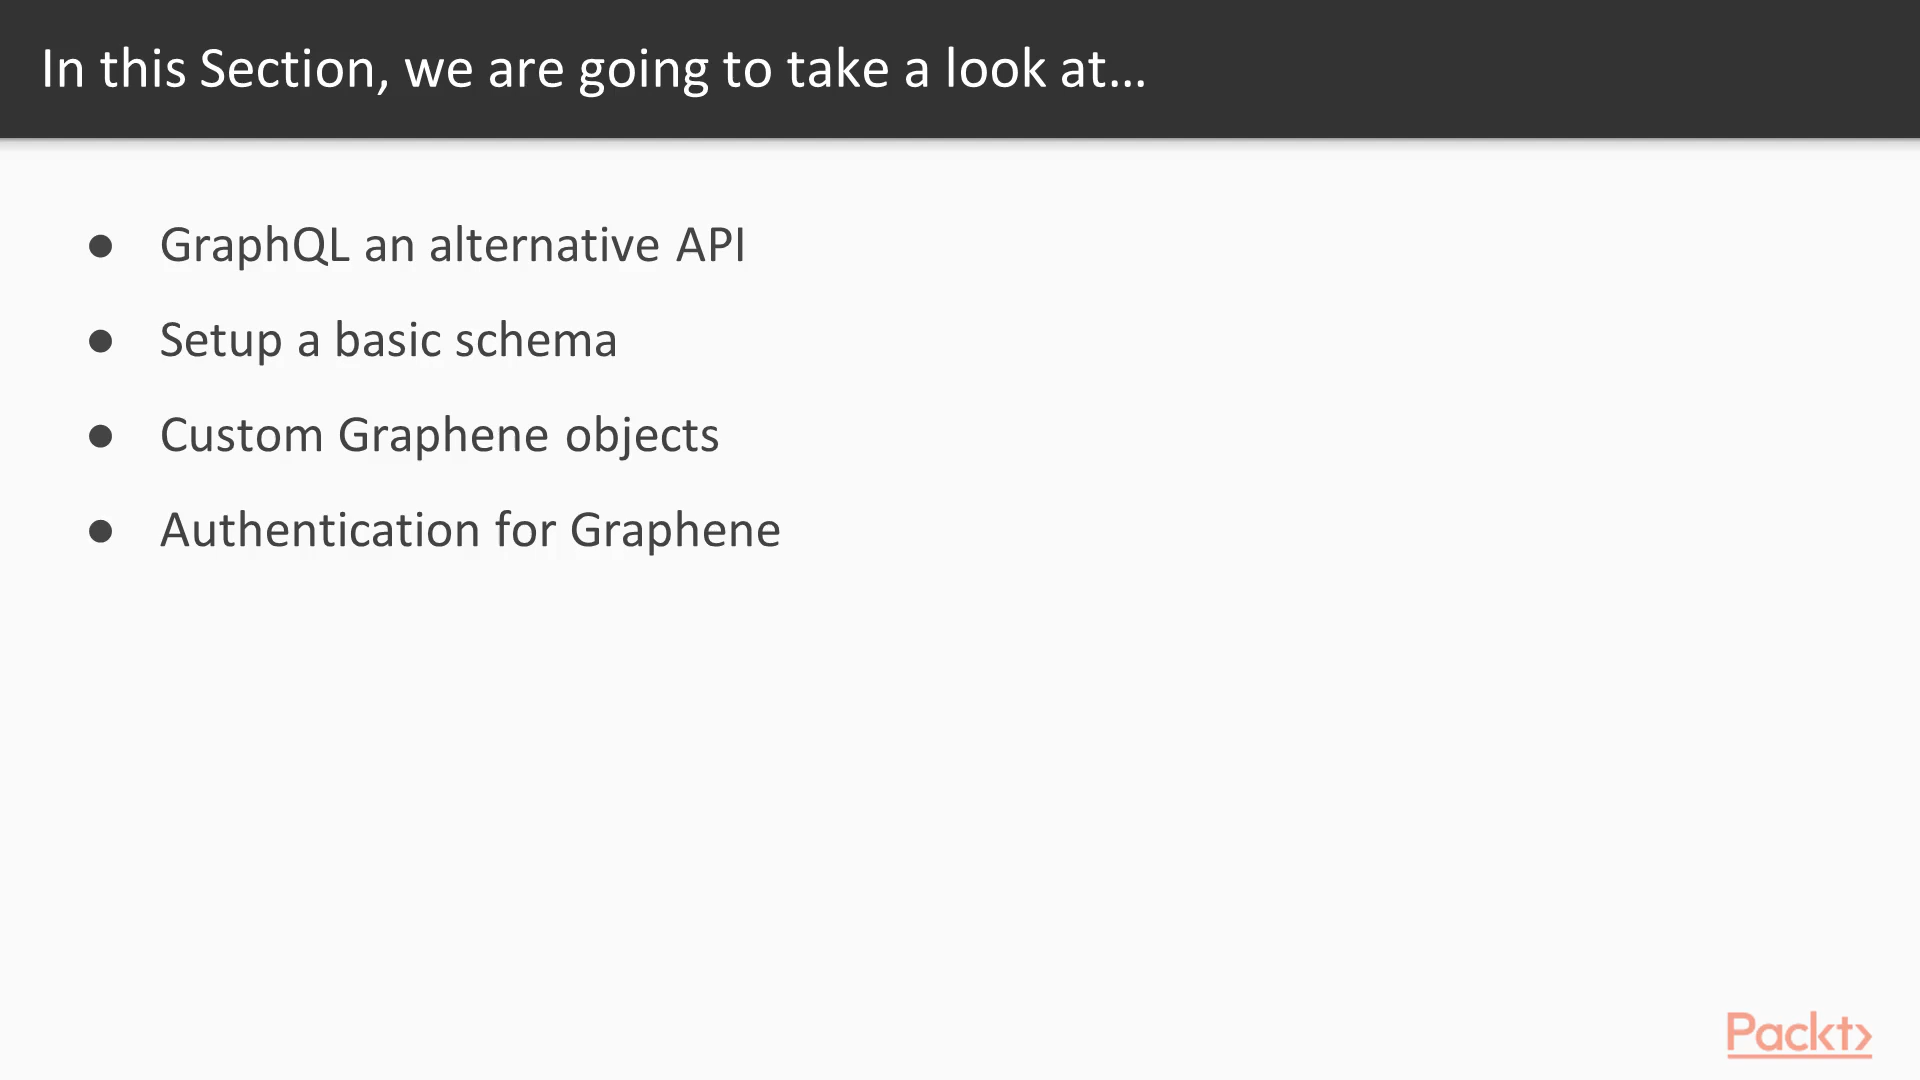 In this Section, we are going to take a look at...
● GraphQL an alternative API
● Setup a basic schema
● Custom Graphene objects
● Authentication for Graphene
Packt>